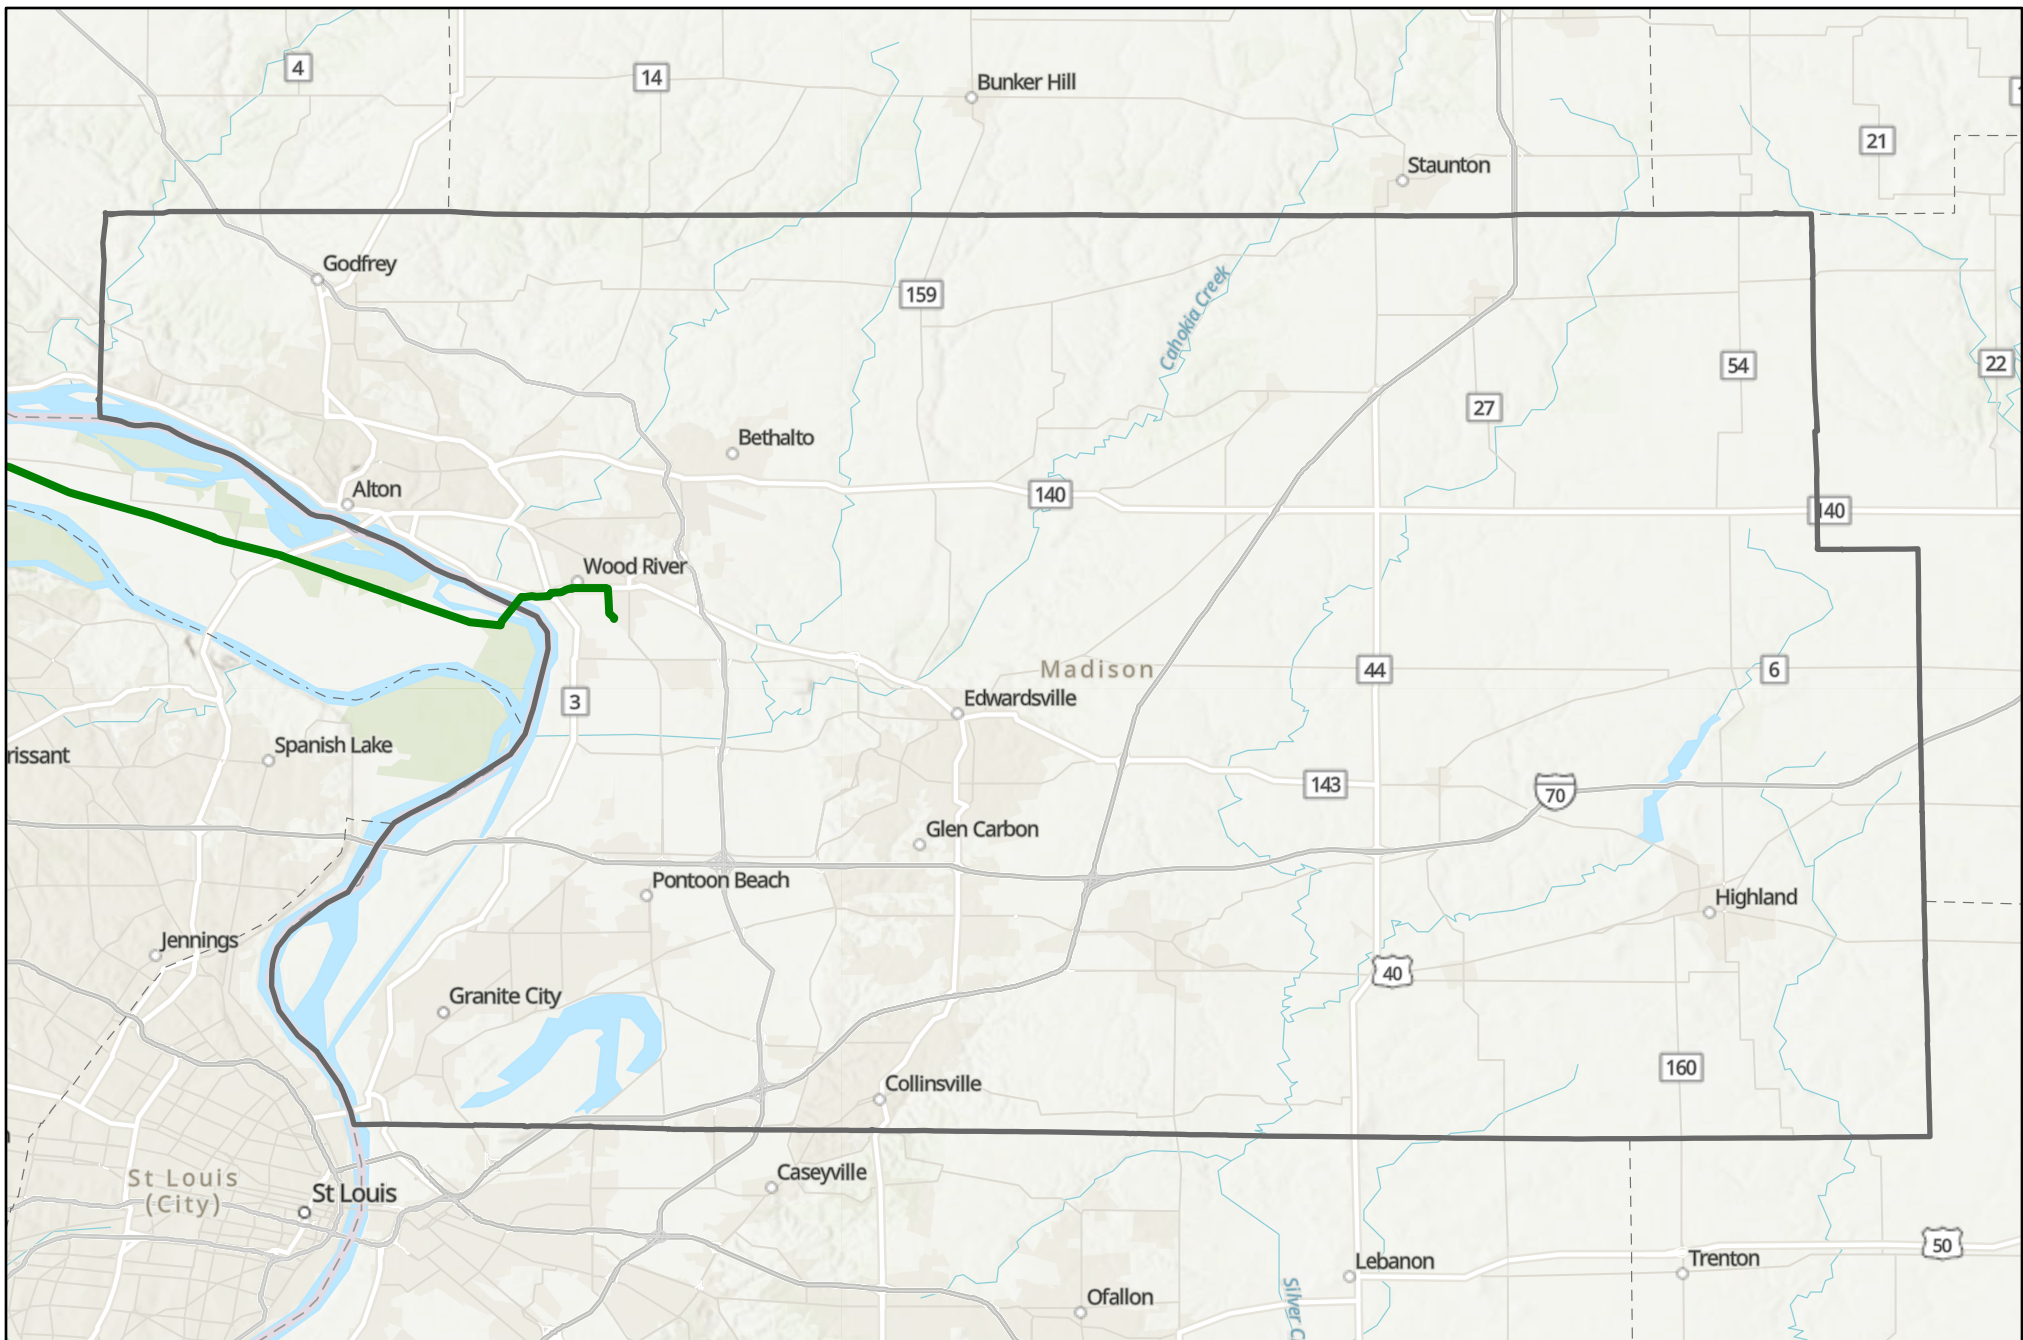 4
14
Bunker Hill
21
Staunton
Godfrey
159
Cahokia Creek
54
22
27
Bethalto
Alton
140
140
Wood River
Madison
44
6
3
Edwardsville
Spanish Lake
rissant
143
70
Glen Carbon
Pontoon Beach
Highland
Jennings
40
Granite City
160
Collinsville
St Louis
(City)
Caseyville
St Louis
50
Lebanon
Trenton
Ofallon
Silver C